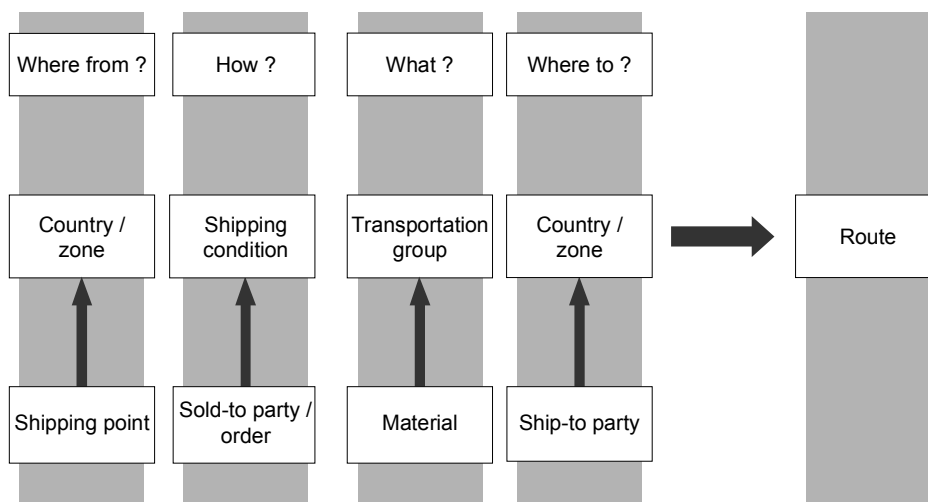 Where from ?
How ?
What ?
Where to ?
Country /
zone
Shipping
condition
Transportation
group
Country /
zone
Route
Shipping point
Sold-to party /
order
Material
Ship-to party